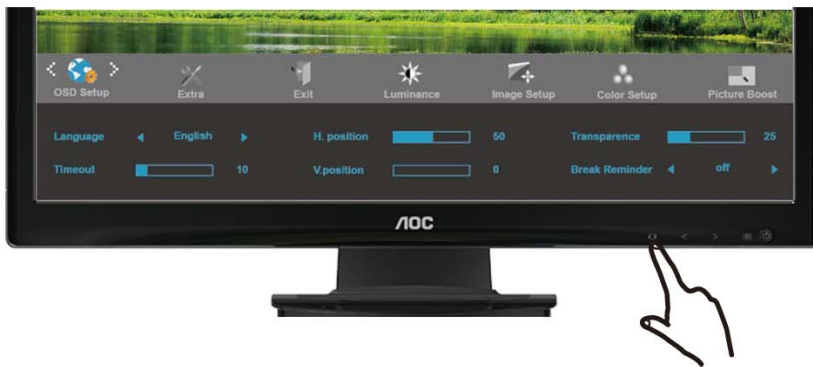 OSD Setup Extra Exit Luminance Image Setup Color Setup Picture Boost
Language English H. position 50 Transparence 25
Timeout 10 V.position 0 Break Reminder off
AOC